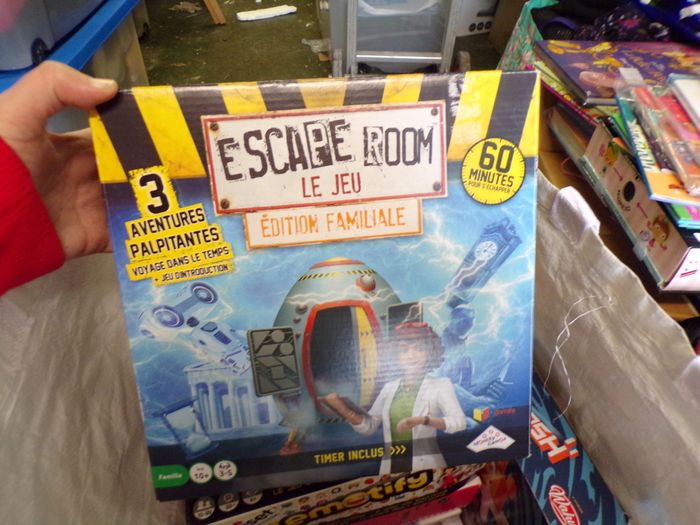 ESCAPE ROOM
LE JEU
ÉDITION FAMILIALE
60
MINUTES
POUR S'ÉCHAPPER
3
AVENTURES
PALPITANTES
VOYAGE DANS LE TEMPS
+ JEU D'INTRODUCTION
TIMER INCLUS >>>
Familie
10+
3-5